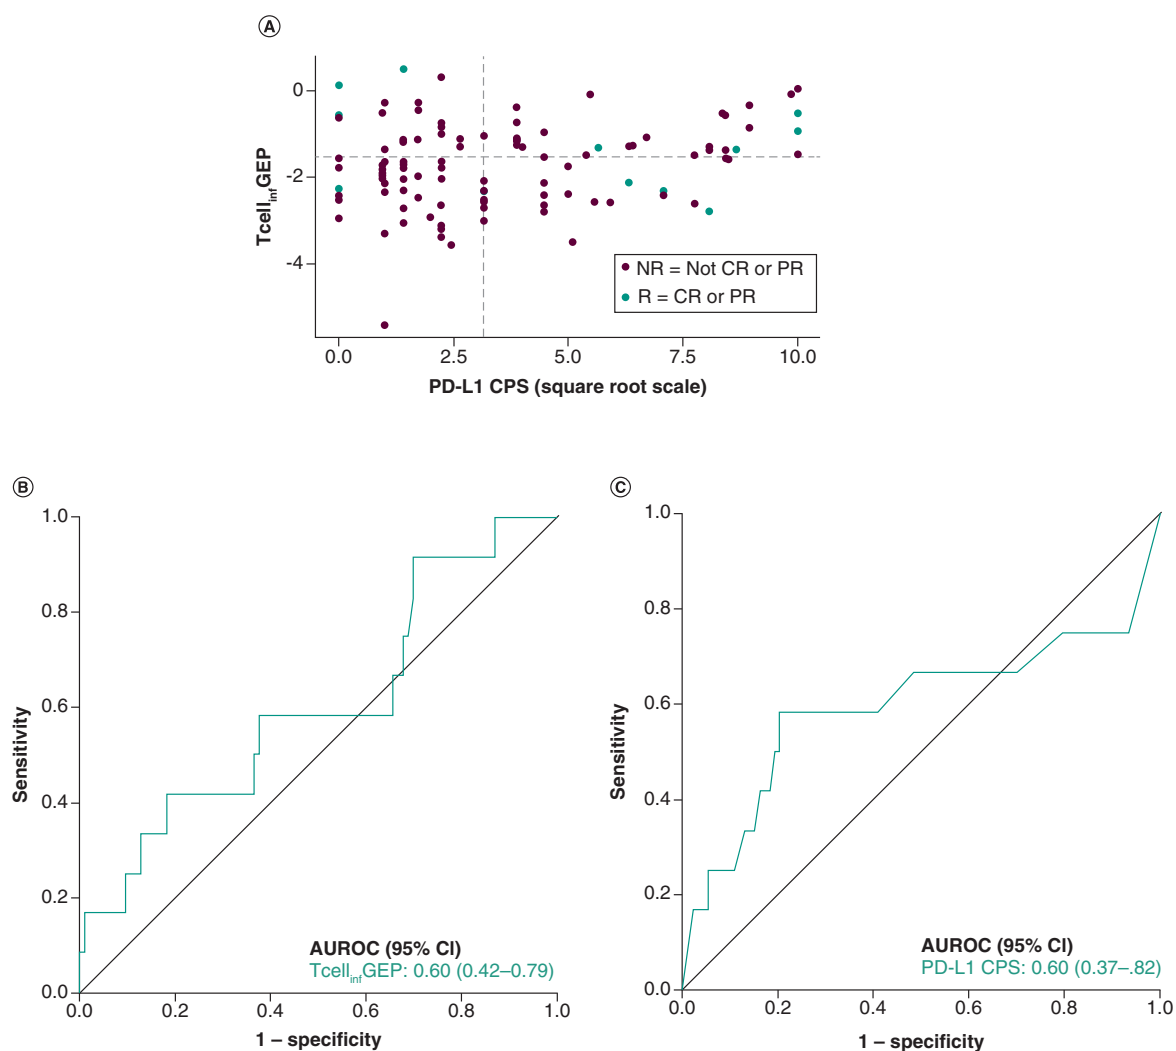 A
0
-2
-4
TcellinfGEP
NR = Not CR or PR
R = CR or PR
0.0 2.5 5.0 7.5 10.0
PD-L1 CPS (square root scale)
B
1.0
0.8
0.6
0.4
0.2
0.0
Sensitivity
AUROC (95% CI)
TcellinfGEP: 0.60 (0.42–0.79)
0.0 0.2 0.4 0.6 0.8 1.0
1 – specificity
C
1.0
0.8
0.6
0.4
0.2
0.0
Sensitivity
AUROC (95% CI)
PD-L1 CPS: 0.60 (0.37–.82)
0.0 0.2 0.4 0.6 0.8 1.0
1 – specificity